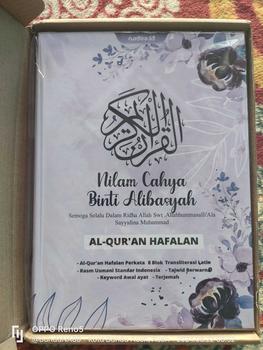 القرآن الكريم
Nilam Cahya
Binti Alibasyah
Semoga Selalu Dalam Ridha Allah Swt ,Allahhummasalli'Ala
Sayyidina Muhammad
AL-QUR'AN HAFALAN
- Al-Qur'an Hafalan Perkata 8 Blok Transliterasi Latin
- Rasm Usmani Standar Indonesia - Tajwid Berwarna
- Keyword Awal ayat - Terjemah
OPPO Reno5